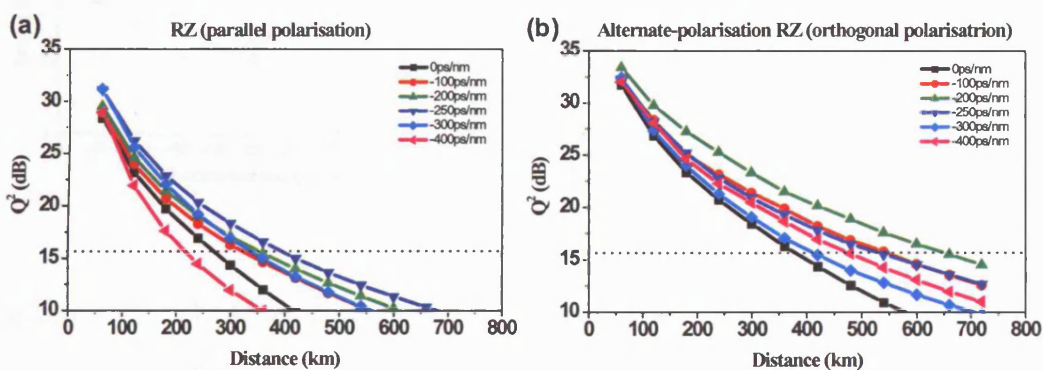 (a)
RZ (parallel polarisation)
35
30
25
20
15
10
Q² (dB)
0ps/nm
-100ps/nm
-200ps/nm
-250ps/nm
-300ps/nm
-400ps/nm
0 100 200 300 400 500 600 700 800
Distance (km)
(b)
Alternate-polarisation RZ (orthogonal polarisatrion)
35
30
25
20
15
10
Q² (dB)
0ps/nm
-100ps/nm
-200ps/nm
-250ps/nm
-300ps/nm
-400ps/nm
0 100 200 300 400 500 600 700 800
Distance (km)